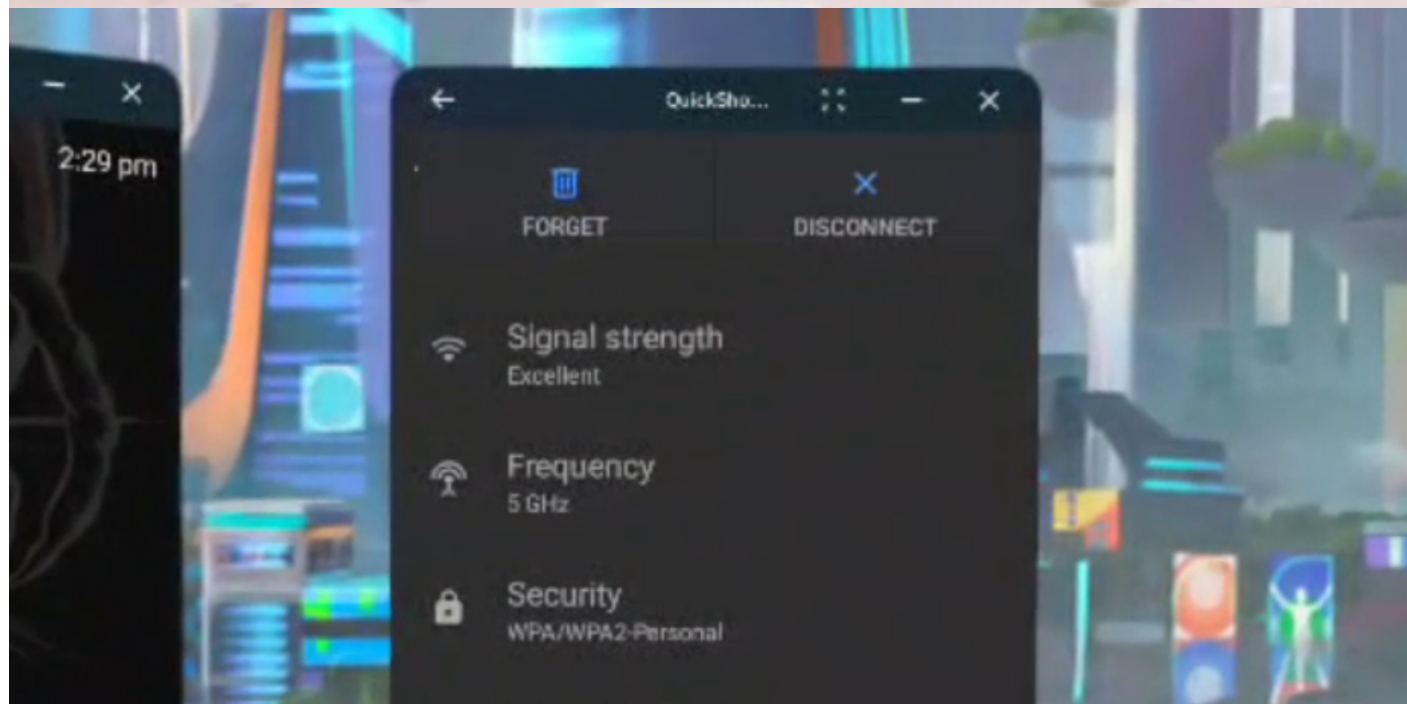 2:29 pm
QuickSho...
FORGET
DISCONNECT
Signal strength
Excellent
Frequency
5 GHz
Security
WPA/WPA2-Personal